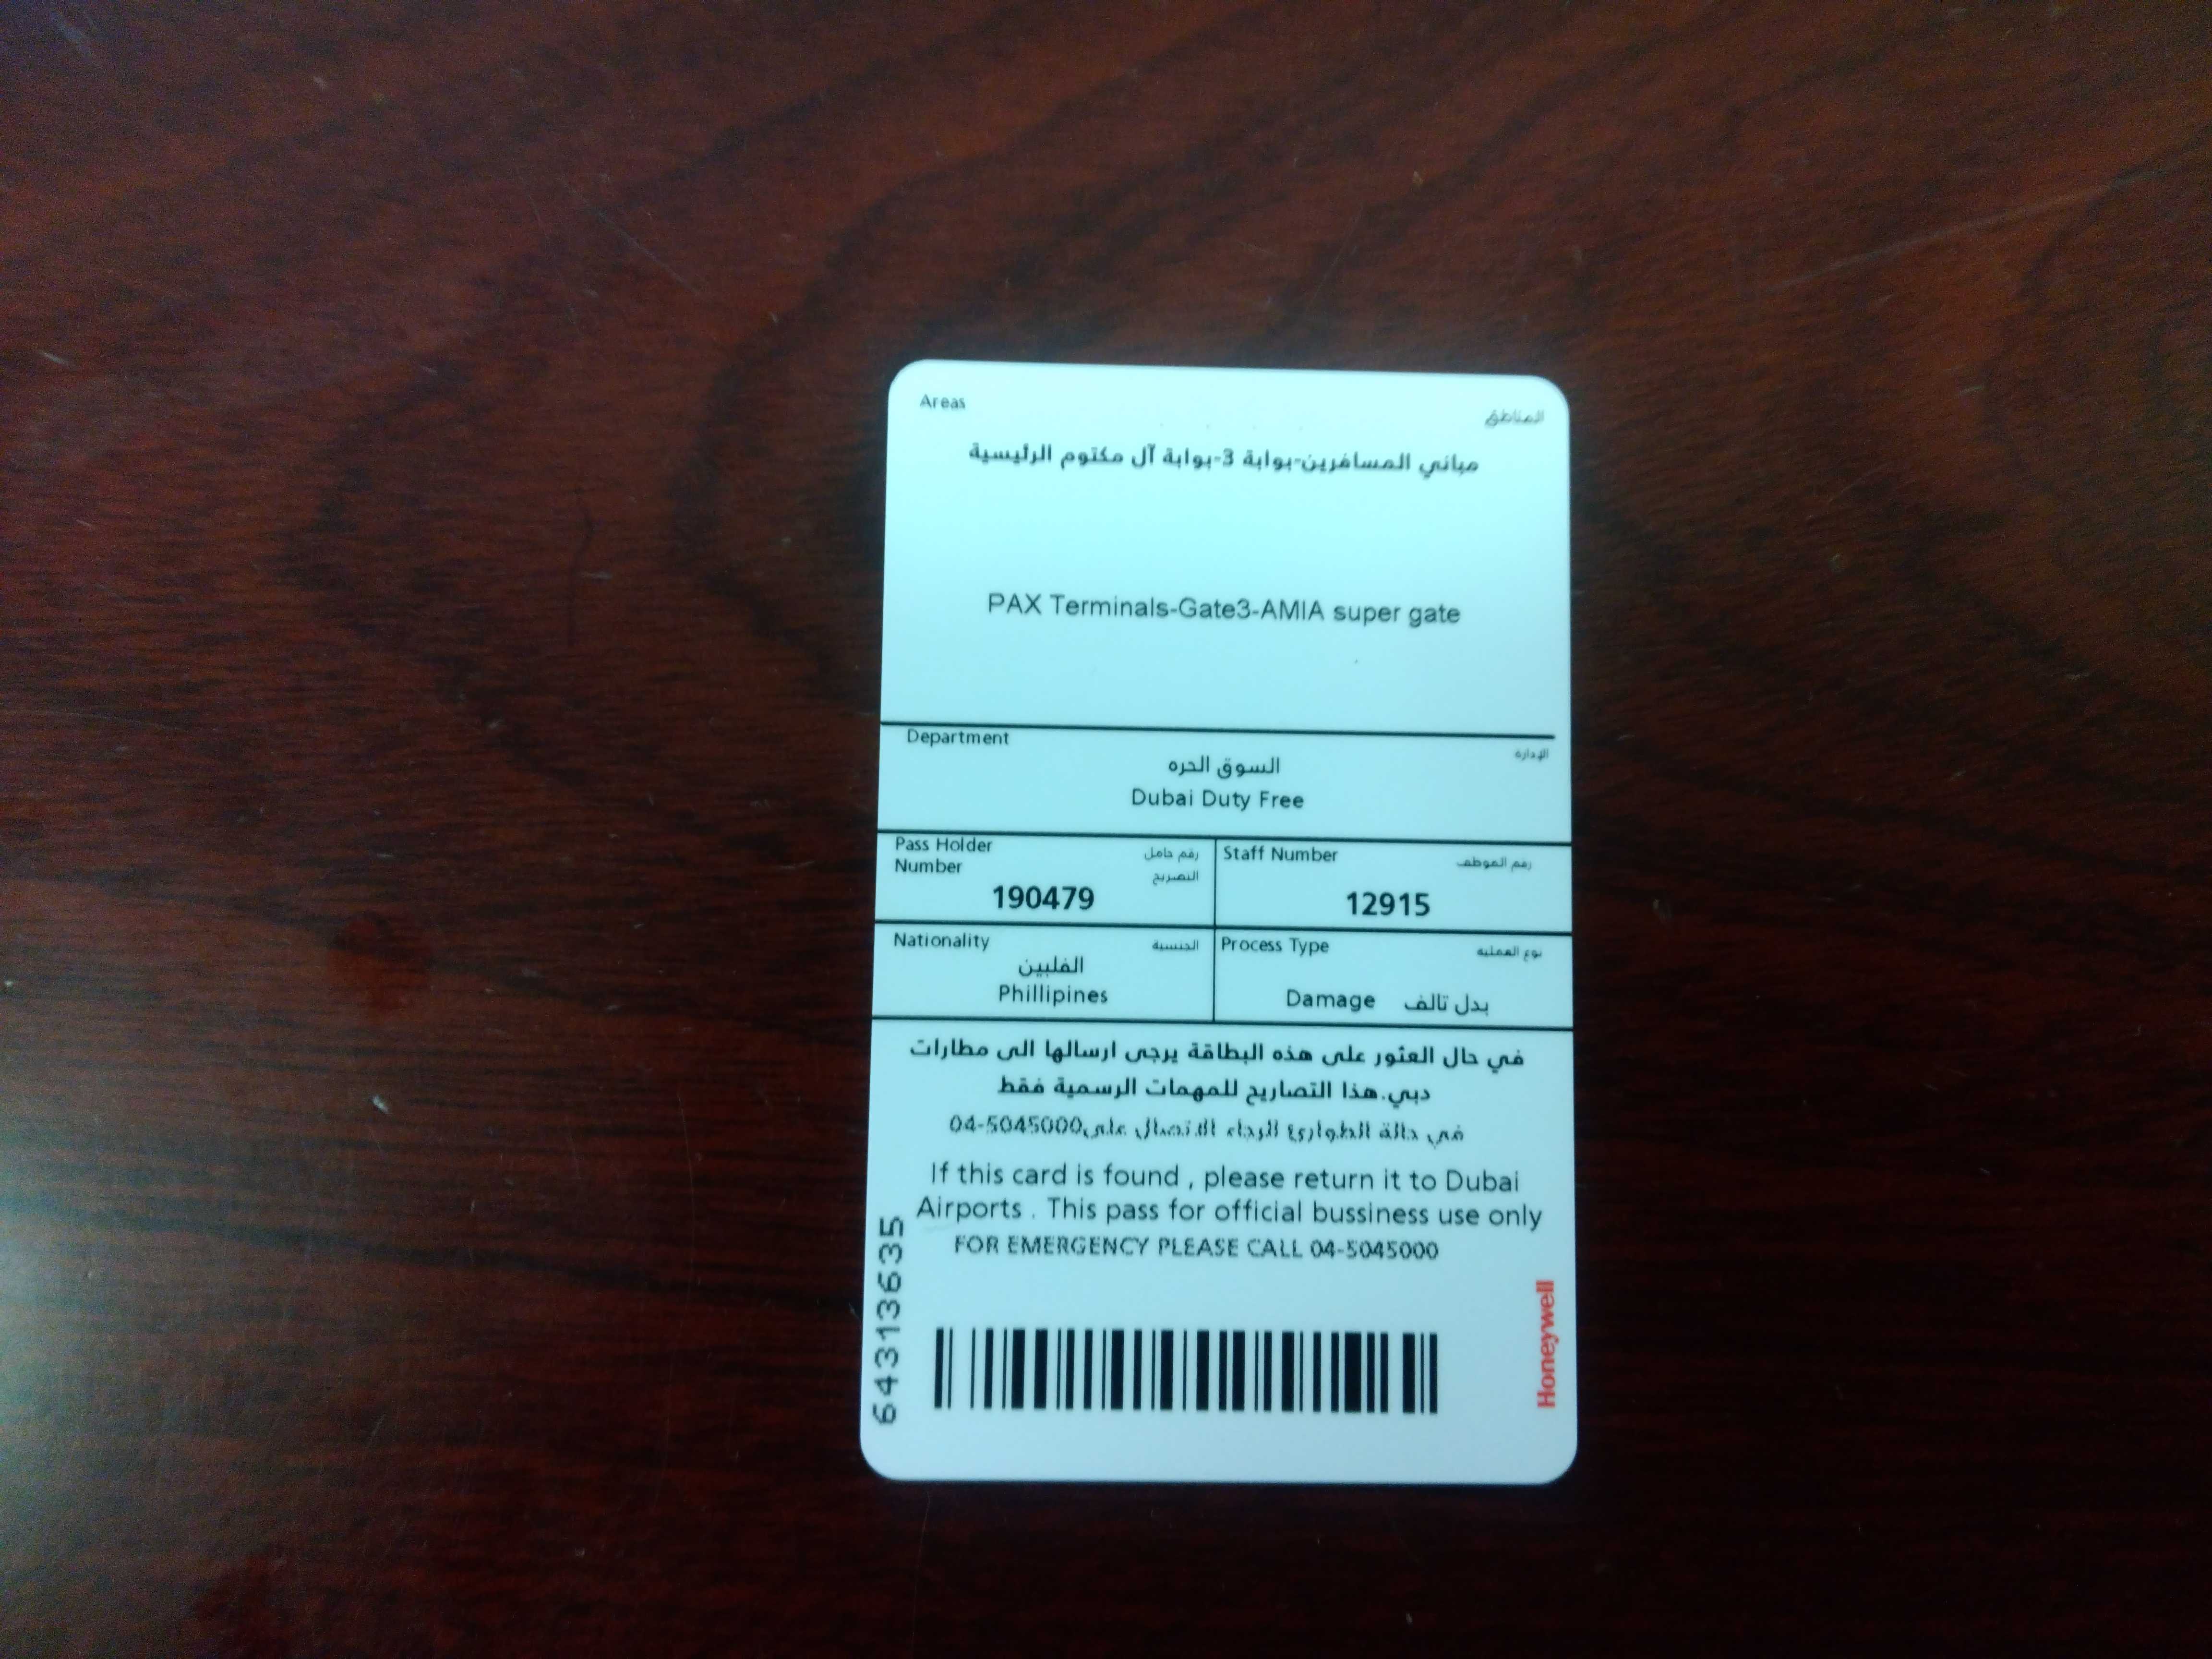 Areas
المناطق
مباني المسافرين-بوابة 3-بوابة آل مكتوم الرئيسية
PAX Terminals-Gate3-AMIA super gate
Department
الإدارة
السوق الحره
Dubai Duty Free
Pass Holder
Number
رقم حامل
التصريح
190479
Staff Number
رقم الموظف
12915
Nationality
الجنسية
الفلبين
Phillipines
Process Type
نوع العملية
Damage بدل تالف
في حال العثور على هذه البطاقة يرجى ارسالها الى مطارات
دبي.هذا التصاريح للمهمات الرسمية فقط
في حالة الطوارئ الرجاء الاتصال على04-5045000
If this card is found , please return it to Dubai
Airports . This pass for official bussiness use only
FOR EMERGENCY PLEASE CALL 04-5045000
64313635
Honeywell